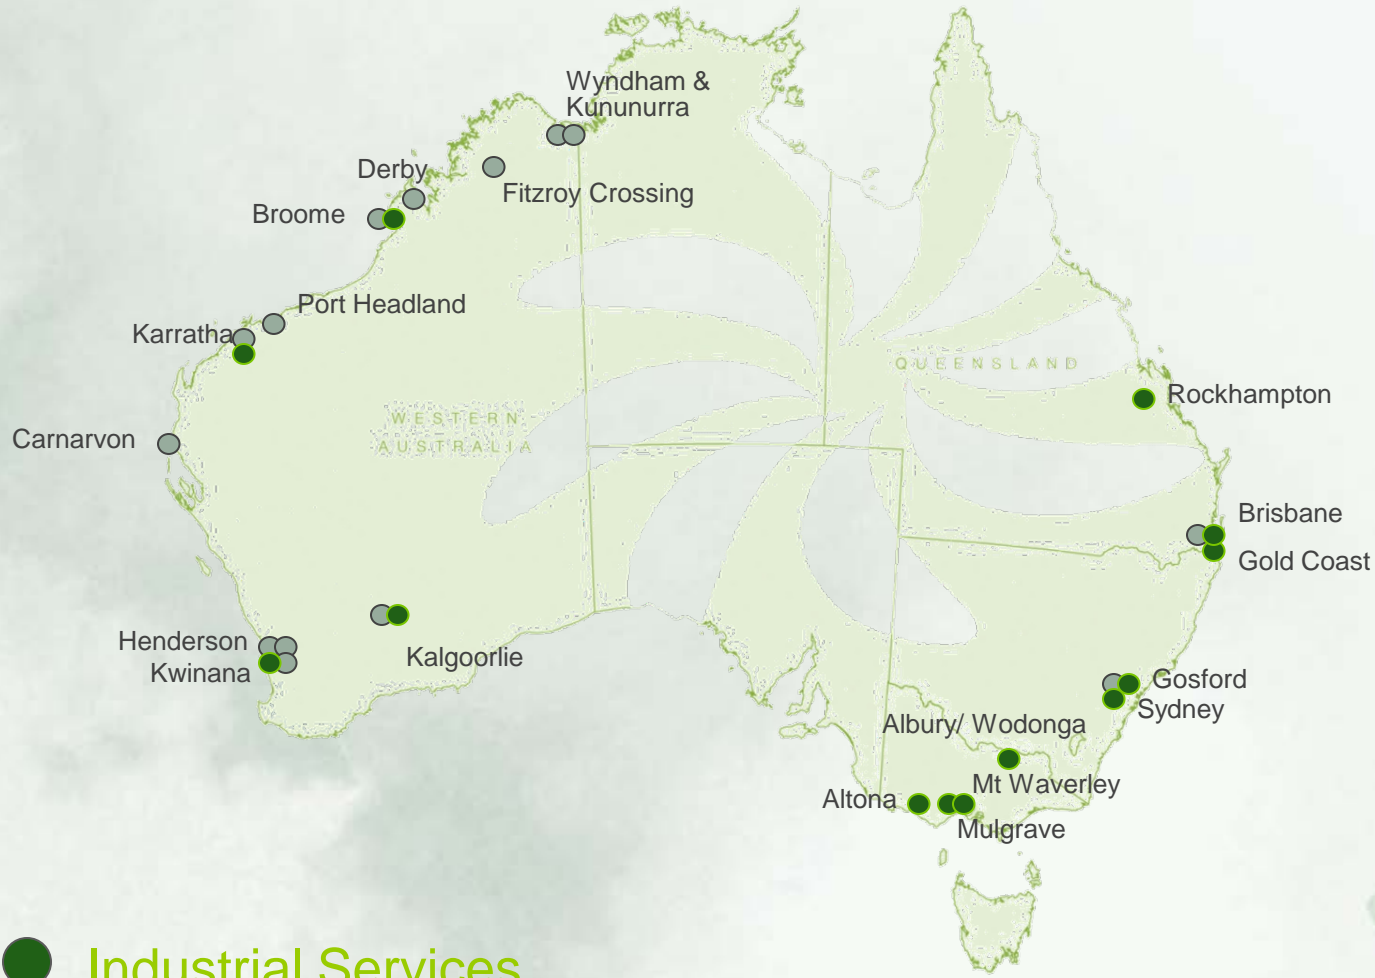 Wyndham &
Kununurra
Derby
Fitzroy Crossing
Broome
Port Headland
Karratha
QUEENSLAND
Rockhampton
WESTERN
AUSTRALIA
Carnarvon
Brisbane
Gold Coast
Henderson
Kwinana
Kalgoorlie
Gosford
Sydney
Albury/ Wodonga
Mt Waverley
Altona
Mulgrave
Industrial Services